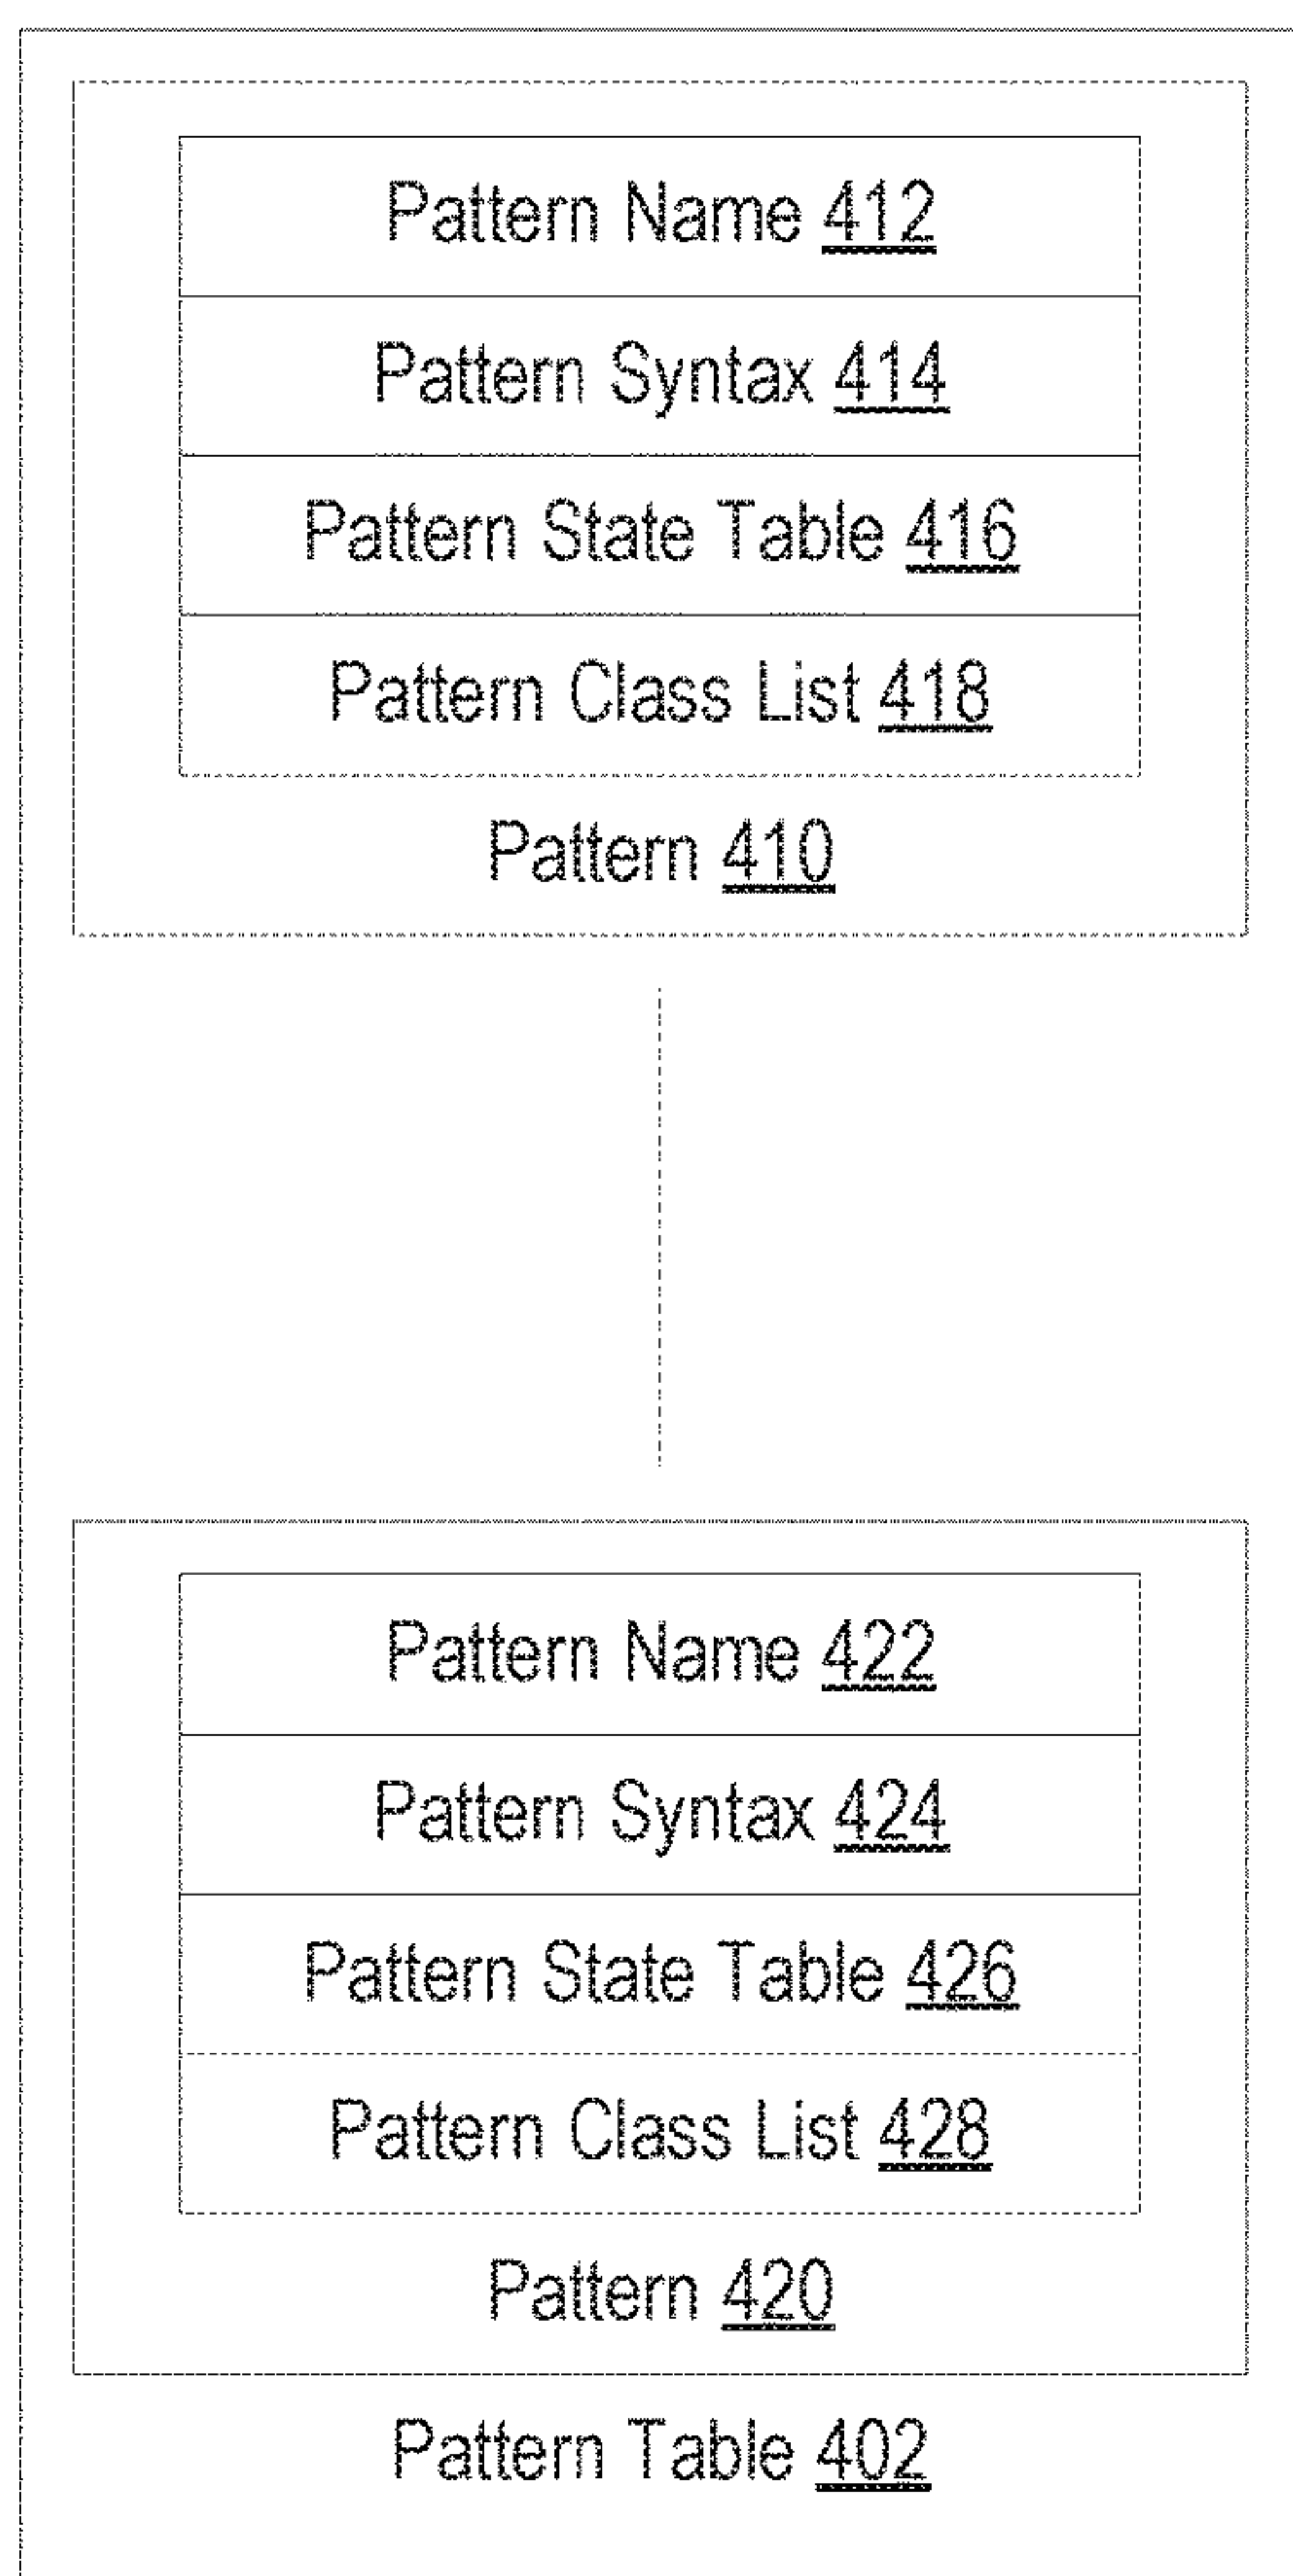 Pattern Name 412
Pattern Syntax 414
Pattern State Table 416
Pattern Class List 418
Pattern 410
Pattern Name 422
Pattern Syntax 424
Pattern State Table 426
Pattern Class List 428
Pattern 420
Pattern Table 402